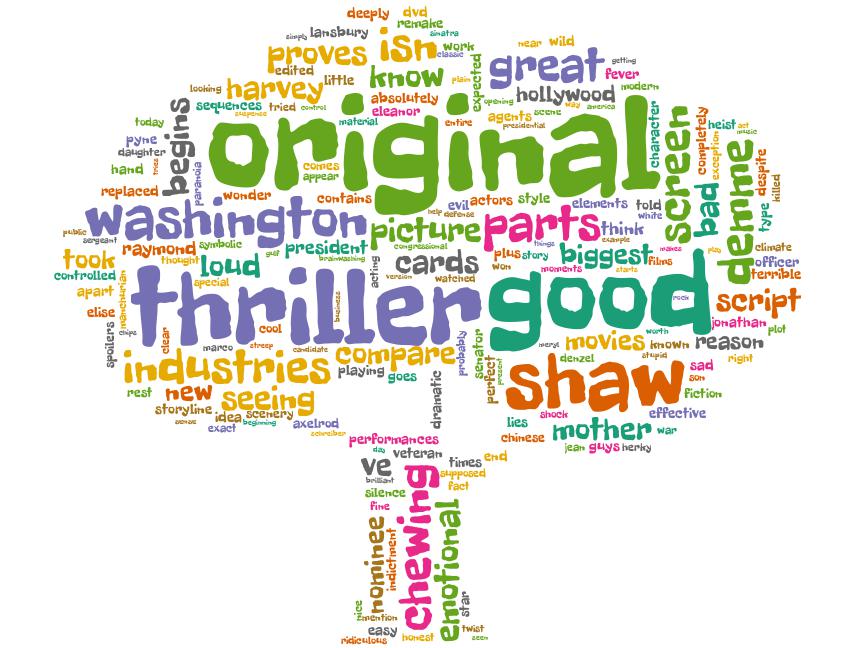 deeply dvd
remake
simply lansbury sinatra
proves isn work near wild
edited classic great getting
harvey little know expected plain fever
looking absolutely hollywood modern
sequences tried control eleanor opening way america
suspense material entire agents scene
presidential
original
today begins character screen completely heist act
pyne music
daughter tries paranoia comes exception demme despite
hand appear
replaced wonder contains actors style elements told bad type killed
evil white
washington help defense parts think
public picture example
sergeant raymond symbolic president congressional things biggest makes play climate
took thought gulf brainwashing plus story films officer
controlled loud acting cards won moments starts terrible
special version watched
apart manchurian thriller good rock script
elise business jonathan
spoilers chips clear cool probably senator worth plot
marco streep candidate compare meryl movies known reason
industries playing goes perfect present denzel stupid right
shaw sad
rest new seeing dramatic son fiction
storyline idea scenery shock effective
sense exact beginning axelrod lies
schreiber chinese mother war
performances jean guys herky
day veteran times end
ve supposed
brilliant chewing fact
silence emotional
fine
nominee indictment
nice star
mention
easy honest twist
ridiculous seen